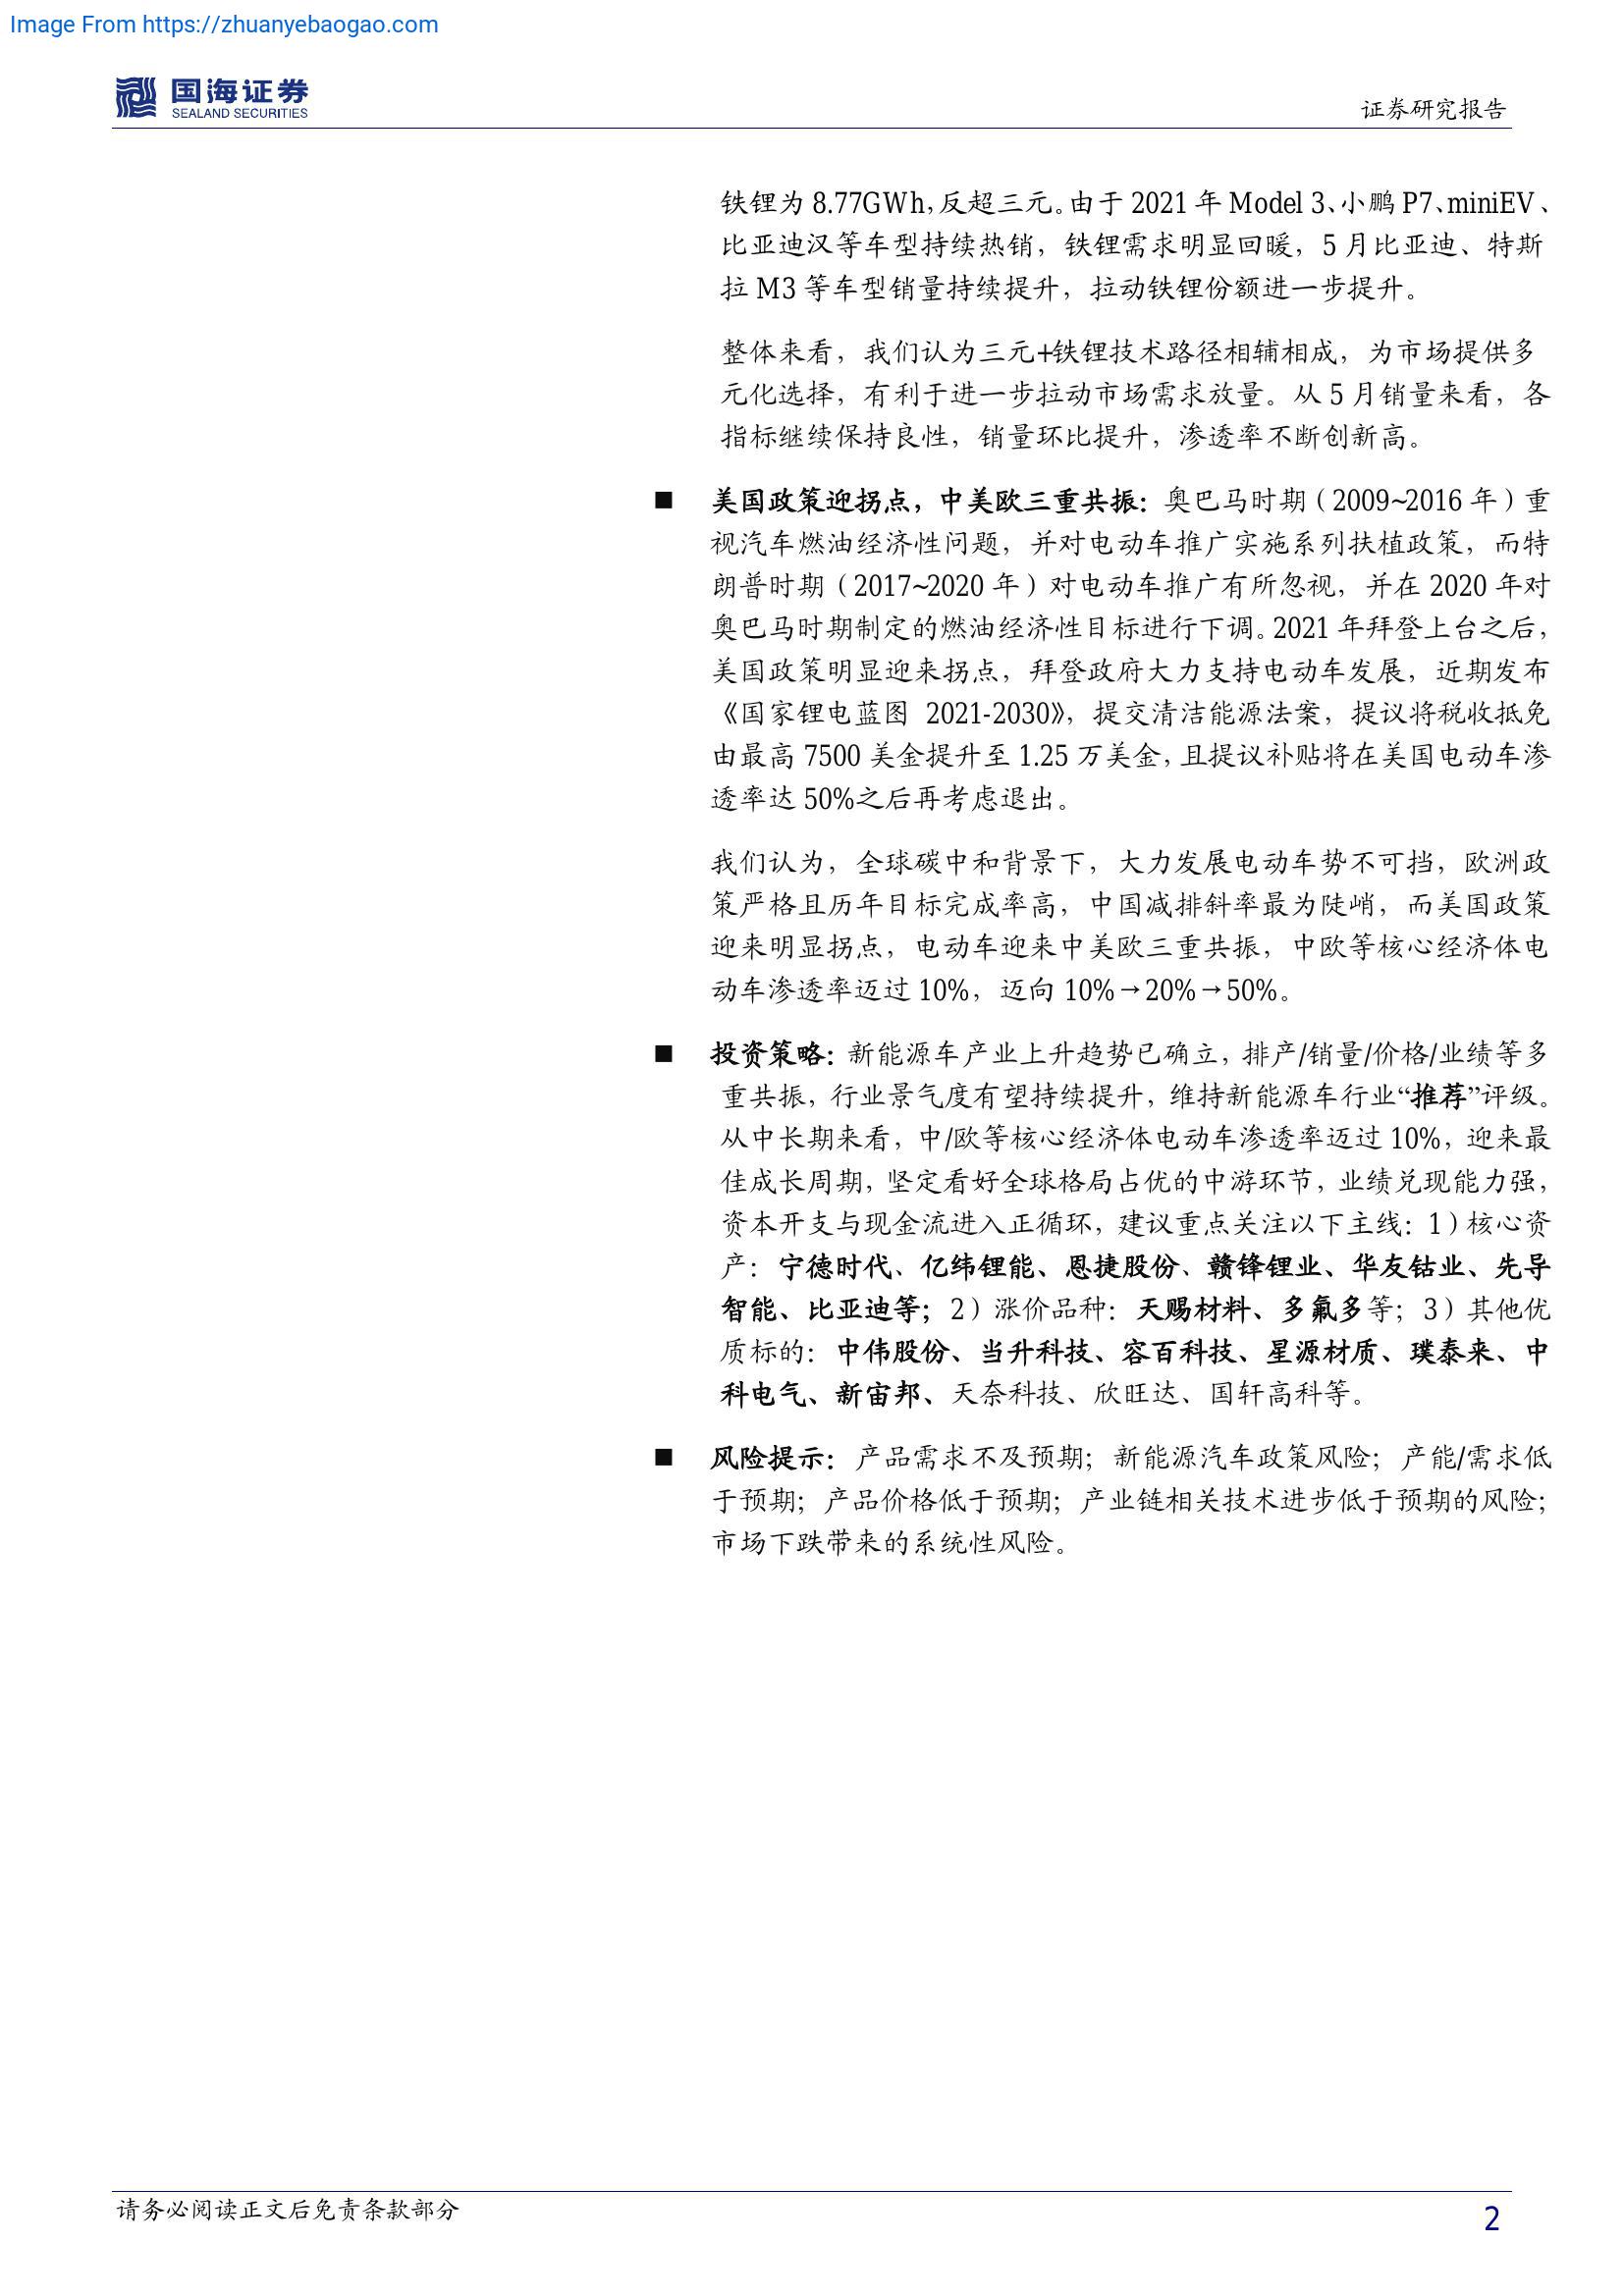 Image From https://zhuanyebaogao.com
国海证券
SEALAND SECURITIES
证券研究报告
铁锂为 8.77GWh，反超三元。由于 2021 年 Model 3、小鹏 P7、miniEV、
比亚迪汉等车型持续热销，铁锂需求明显回暖，5 月比亚迪、特斯
拉 M3 等车型销量持续提升，拉动铁锂份额进一步提升。
整体来看，我们认为三元+铁锂技术路径相辅相成，为市场提供多
元化选择，有利于进一步拉动市场需求放量。从 5 月销量来看，各
指标继续保持良性，销量环比提升，渗透率不断创新高。
■ 美国政策迎拐点，中美欧三重共振：奥巴马时期（2009~2016 年）重
视汽车燃油经济性问题，并对电动车推广实施系列扶植政策，而特
朗普时期（2017~2020 年）对电动车推广有所忽视，并在 2020 年对
奥巴马时期制定的燃油经济性目标进行下调。2021 年拜登上台之后，
美国政策明显迎来拐点，拜登政府大力支持电动车发展，近期发布
《国家锂电蓝图 2021-2030》，提交清洁能源法案，提议将税收抵免
由最高 7500 美金提升至 1.25 万美金，且提议补贴将在美国电动车渗
透率达 50%之后再考虑退出。
我们认为，全球碳中和背景下，大力发展电动车势不可挡，欧洲政
策严格且历年目标完成率高，中国减排斜率最为陡峭，而美国政策
迎来明显拐点，电动车迎来中美欧三重共振，中欧等核心经济体电
动车渗透率迈过 10%，迈向 10%→20%→50%。
■ 投资策略：新能源车产业上升趋势已确立，排产/销量/价格/业绩等多
重共振，行业景气度有望持续提升，维持新能源车行业“推荐”评级。
从中长期来看，中/欧等核心经济体电动车渗透率迈过 10%，迎来最
佳成长周期，坚定看好全球格局占优的中游环节，业绩兑现能力强，
资本开支与现金流进入正循环，建议重点关注以下主线：1）核心资
产：宁德时代、亿纬锂能、恩捷股份、赣锋锂业、华友钴业、先导
智能、比亚迪等；2）涨价品种：天赐材料、多氟多等；3）其他优
质标的：中伟股份、当升科技、容百科技、星源材质、璞泰来、中
科电气、新宙邦、天奈科技、欣旺达、国轩高科等。
■ 风险提示：产品需求不及预期；新能源汽车政策风险；产能/需求低
于预期；产品价格低于预期；产业链相关技术进步低于预期的风险；
市场下跌带来的系统性风险。
请务必阅读正文后免责条款部分
2